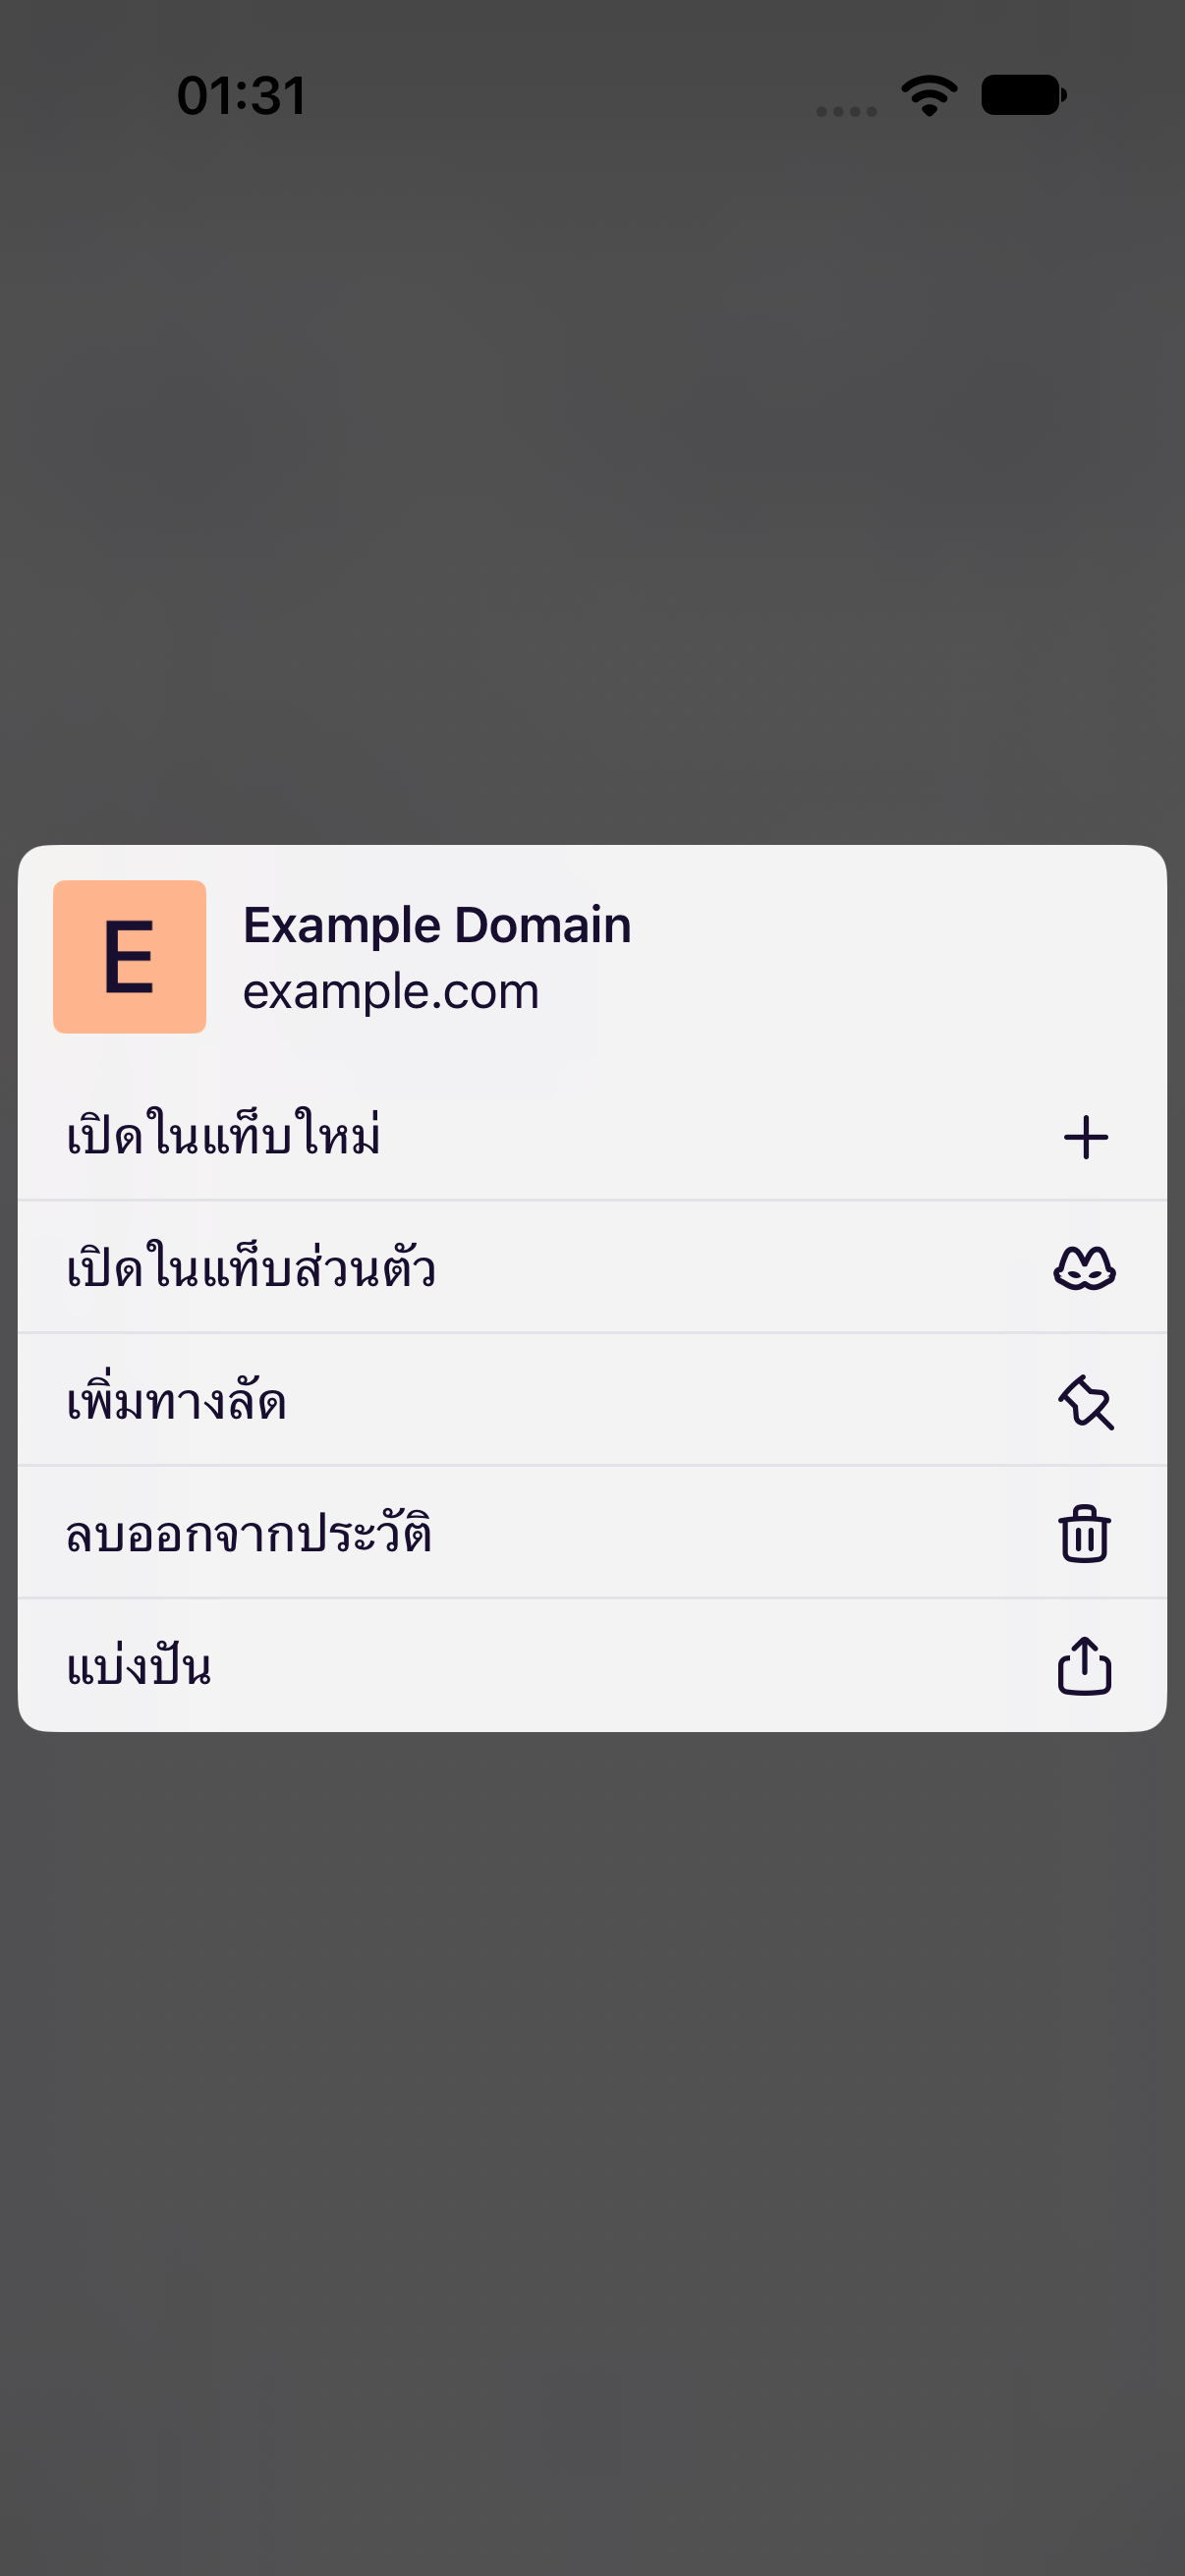 01:31
E
Example Domain
example.com
เปิดในแท็บใหม่
เปิดในแท็บส่วนตัว
เพิ่มทางลัด
ลบออกจากประวัติ
แบ่งปัน